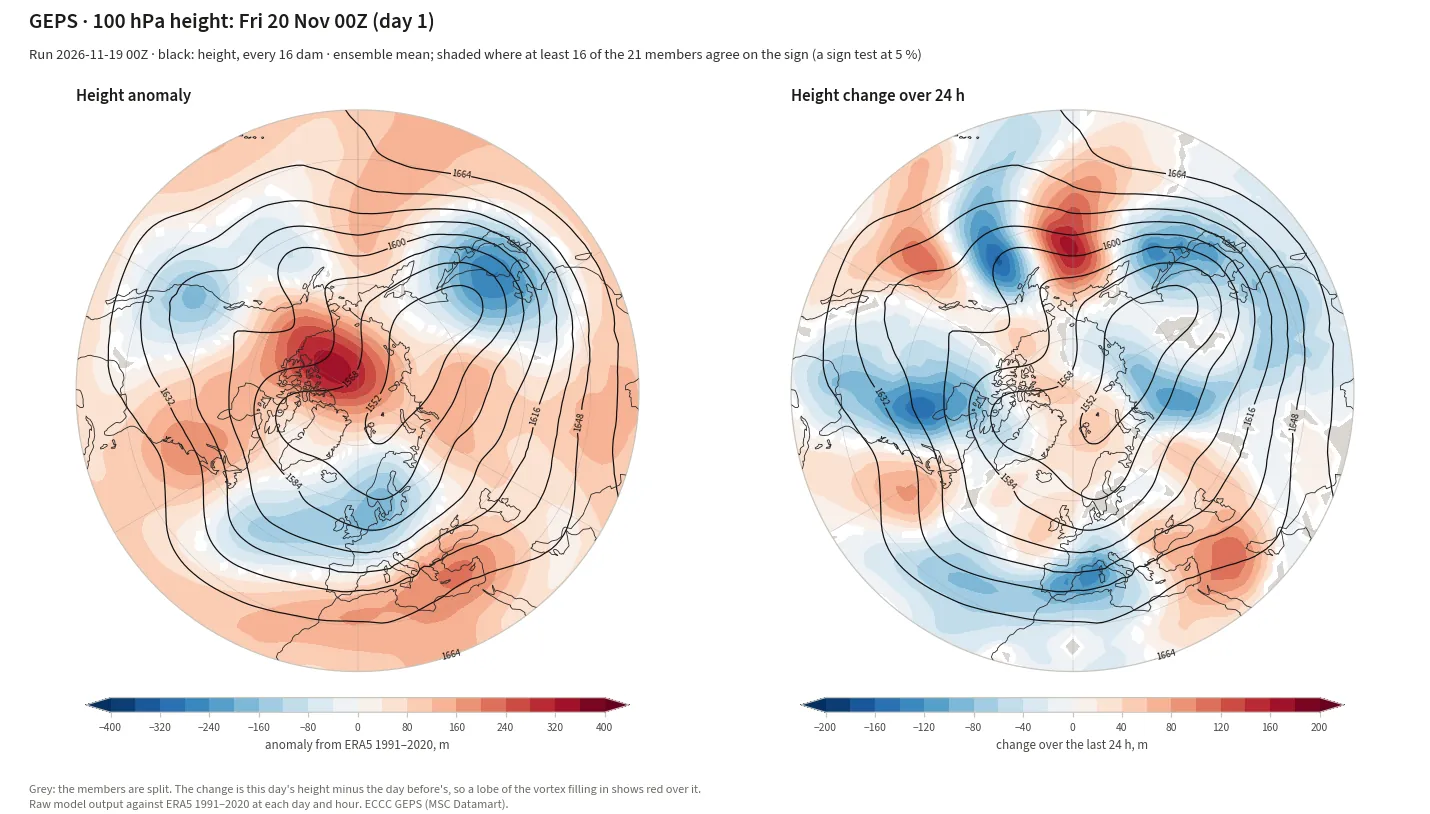 GEPS · 100 hPa height: Fri 20 Nov 00Z (day 1)
Run 2026-11-19 00Z · black: height, every 16 dam · ensemble mean; shaded where at least 16 of the 21 members agree on the sign (a sign test at 5 %)
Height anomaly
1664
1600
1632
1568
1552
1616
1648
1584
1664
−400 −320 −240 −160 −80 0 80 160 240 320 400
anomaly from ERA5 1991–2020, m
Height change over 24 h
1664
1600
1632
1568
1552
1616
1648
1584
1664
−200 −160 −120 −80 −40 0 40 80 120 160 200
change over the last 24 h, m
Grey: the members are split. The change is this day's height minus the day before's, so a lobe of the vortex filling in shows red over it.
Raw model output against ERA5 1991–2020 at each day and hour. ECCC GEPS (MSC Datamart).